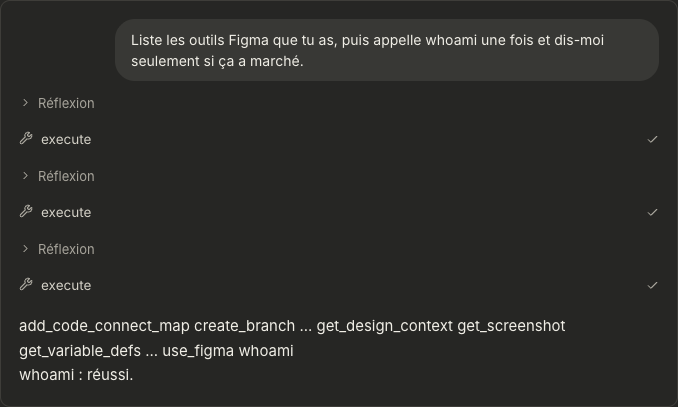 Liste les outils Figma que tu as, puis appelle whoami une fois et dis-moi
seulement si ça a marché.
Réflexion
execute
Réflexion
execute
Réflexion
execute
add_code_connect_map create_branch ... get_design_context get_screenshot
get_variable_defs ... use_figma whoami
whoami : réussi.